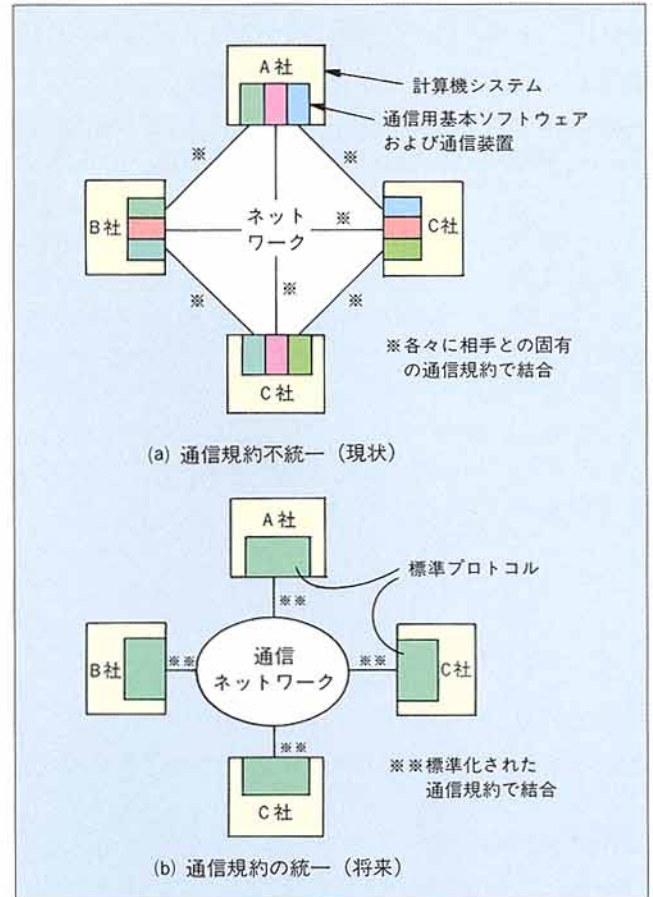 A社
計算機システム
通信用基本ソフトウェア
および通信装置
※
※
B社
ネット
ワーク
※
C社
※
※
※
C社
※各々に相手との固有
の通信規約で結合
(a) 通信規約不統一（現状）
A社
標準プロトコル
※※
B社
※※
通信
ネットワーク
※※
C社
※※
C社
※※標準化された
通信規約で結合
(b) 通信規約の統一（将来）